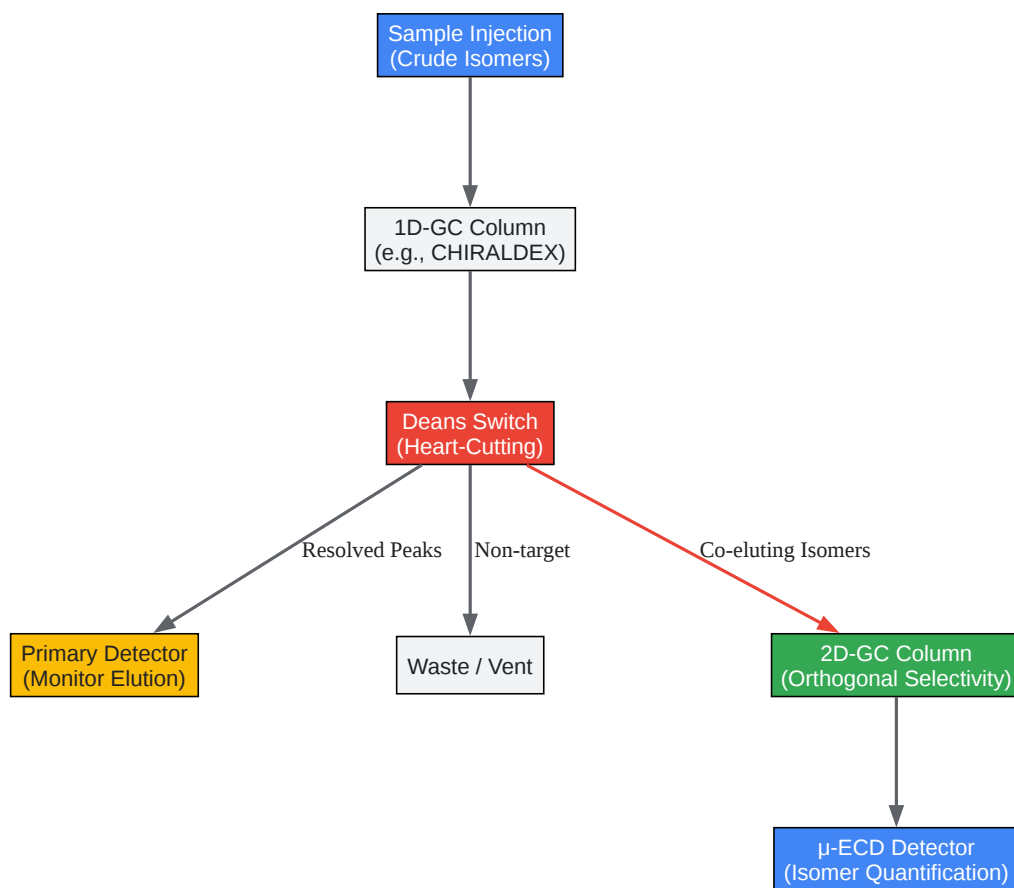 Sample Injection
(Crude Isomers)
1D-GC Column
(e.g., CHIRALDEX)
Deans Switch
(Heart-Cutting)
Resolved Peaks
Non-target
Co-eluting Isomers
Primary Detector
(Monitor Elution)
Waste / Vent
2D-GC Column
(Orthogonal Selectivity)
μ-ECD Detector
(Isomer Quantification)